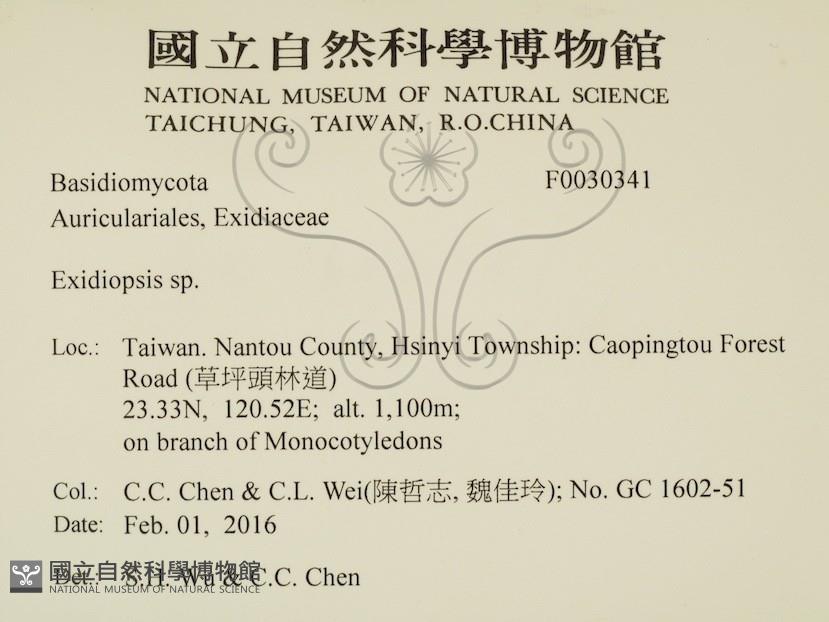 國立自然科學博物館
NATIONAL MUSEUM OF NATURAL SCIENCE
TAICHUNG, TAIWAN, R.O.CHINA
Basidiomycota F0030341
Auriculariales, Exidiaceae
Exidiopsis sp.
Loc.: Taiwan. Nantou County, Hsinyi Township: Caopingtou Forest
Road (草坪頭林道)
23.33N, 120.52E; alt. 1,100m;
on branch of Monocotyledons
Col.: C.C. Chen & C.L. Wei(陳哲志, 魏佳玲); No. GC 1602-51
Date: Feb. 01, 2016
Det.: S.H. Wu & C.C. Chen
國立自然科學博物館
NATIONAL MUSEUM OF NATURAL SCIENCE